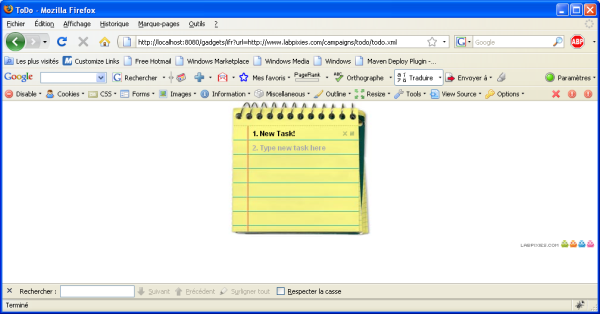 ToDo - Mozilla Firefox
Fichier Édition Affichage Historique Marque-pages Outils ?
http://localhost:8080/gadgets/ifr?url=http://www.labpixies.com/campaigns/todo/todo.xml
Google
ABP
Les plus visités Customize Links Free Hotmail Windows Marketplace Windows Media Windows Maven Deploy Plugin - ...
Google Rechercher Mes favoris PageRank Orthographe Traduire Envoyer à Paramètres
Disable Cookies CSS Forms Images Information Miscellaneous Outline Resize Tools View Source Options
1. New Task!
2. Type new task here
LABPIXIES.COM
Rechercher : Suivant Précédent Surligner tout Respecter la casse
Terminé